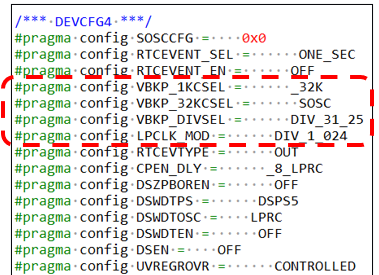 /*** DEVCFG4 ***/
#pragma config SOSCCFG = 0x0
#pragma config RTCEVENT_SEL = ONE_SEC
#pragma config RTCEVENT_EN = OFF
#pragma config VBKP_1KCSEL = _32K
#pragma config VBKP_32KCSEL = SOSC
#pragma config VBKP_DIVSEL = DIV_31_25
#pragma config LPCLK_MOD = DIV_1_024
#pragma config RTCEVTYPE = OUT
#pragma config CPEN_DLY = _8_LPRC
#pragma config DSZPBOREN = OFF
#pragma config DSWDTPS = DSPS5
#pragma config DSWDTOSC = LPRC
#pragma config DSWDTEN = OFF
#pragma config DSEN = OFF
#pragma config UVREGROVR = CONTROLLED